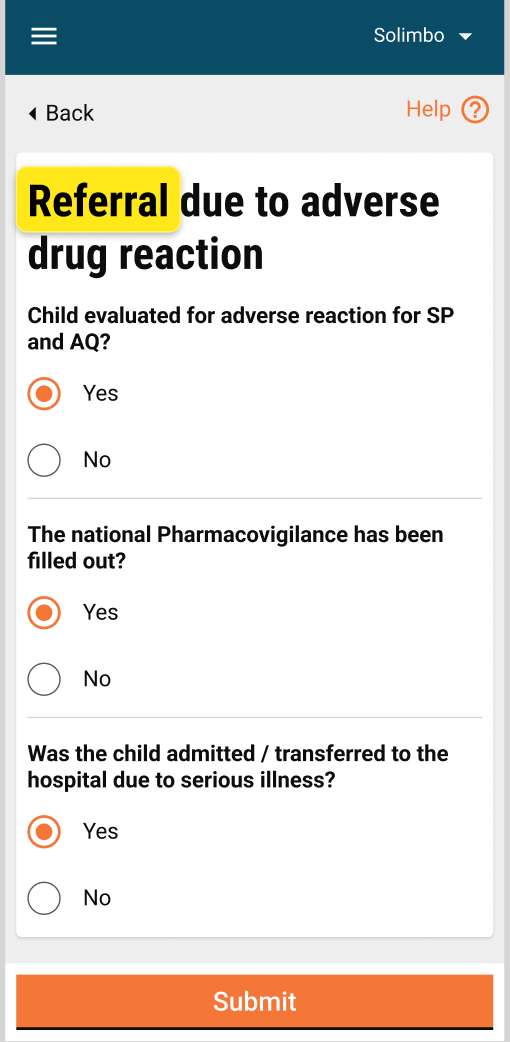 Solimbo
Back
Help ?
Referral due to adverse
drug reaction
Child evaluated for adverse reaction for SP
and AQ?
Yes
No
The national Pharmacovigilance has been
filled out?
Yes
No
Was the child admitted / transferred to the
hospital due to serious illness?
Yes
No
Submit